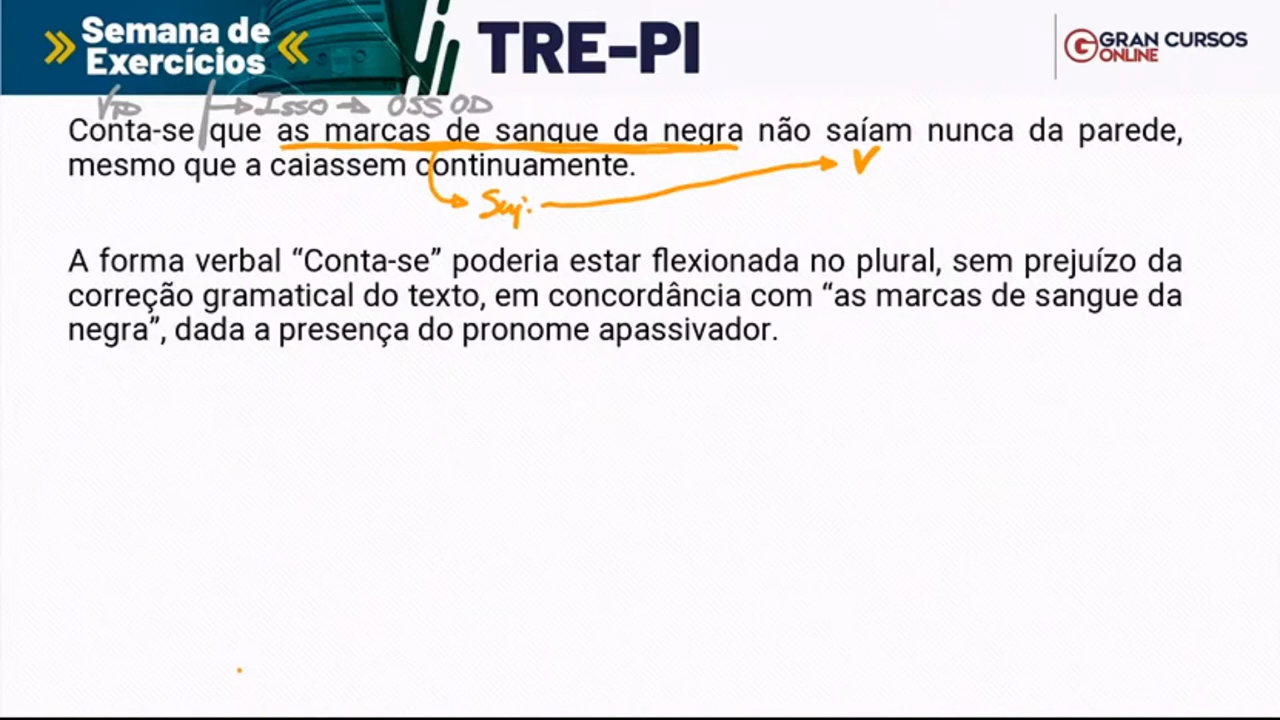 Semana de
Exercícios
TRE-PI
GRAN CURSOS
ONLINE
VTD Isso OSSOD
Conta-se que as marcas de sangue da negra não saíam nunca da parede,
mesmo que a caiassem continuamente.
Suj: V
A forma verbal “Conta-se” poderia estar flexionada no plural, sem prejuízo da
correção gramatical do texto, em concordância com “as marcas de sangue da
negra”, dada a presença do pronome apassivador.